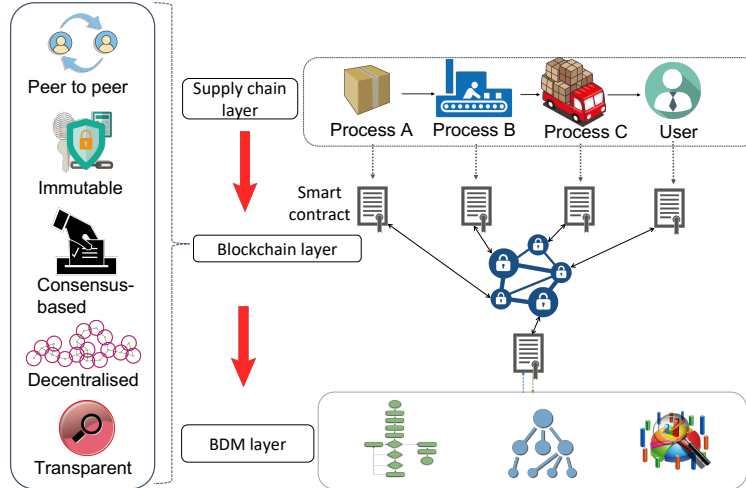 Peer to peer
Immutable
Consensus-
based
Decentralised
Transparent
Supply chain
layer
Blockchain layer
BDM layer
Process A
Process B
Process C
User
Smart
contract